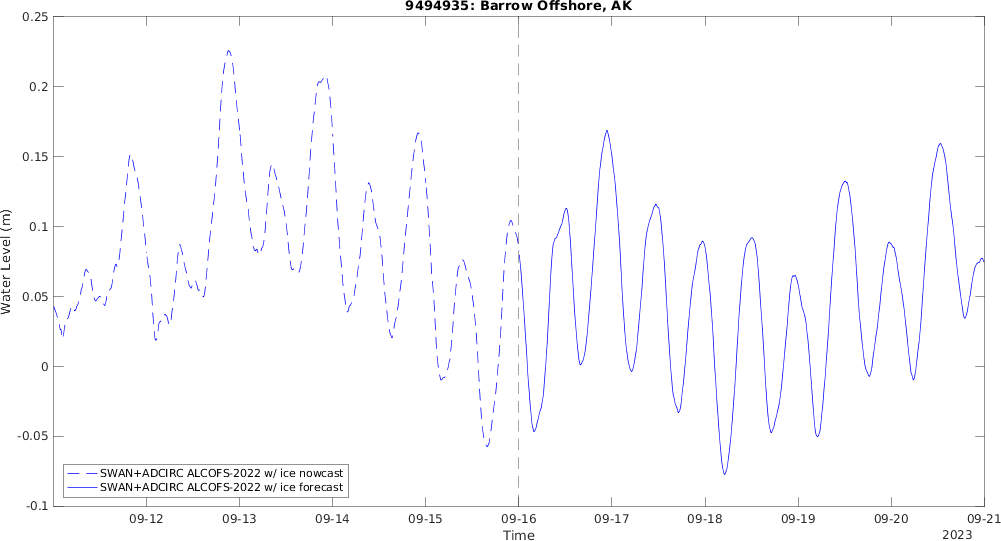 9494935: Barrow Offshore, AK
0.25
0.2
0.15
0.1
0.05
0
-0.05
-0.1
Water Level (m)
SWAN+ADCIRC ALCOFS-2022 w/ ice nowcast
SWAN+ADCIRC ALCOFS-2022 w/ ice forecast
09-12 09-13 09-14 09-15 09-16 09-17 09-18 09-19 09-20 09-21
Time
2023